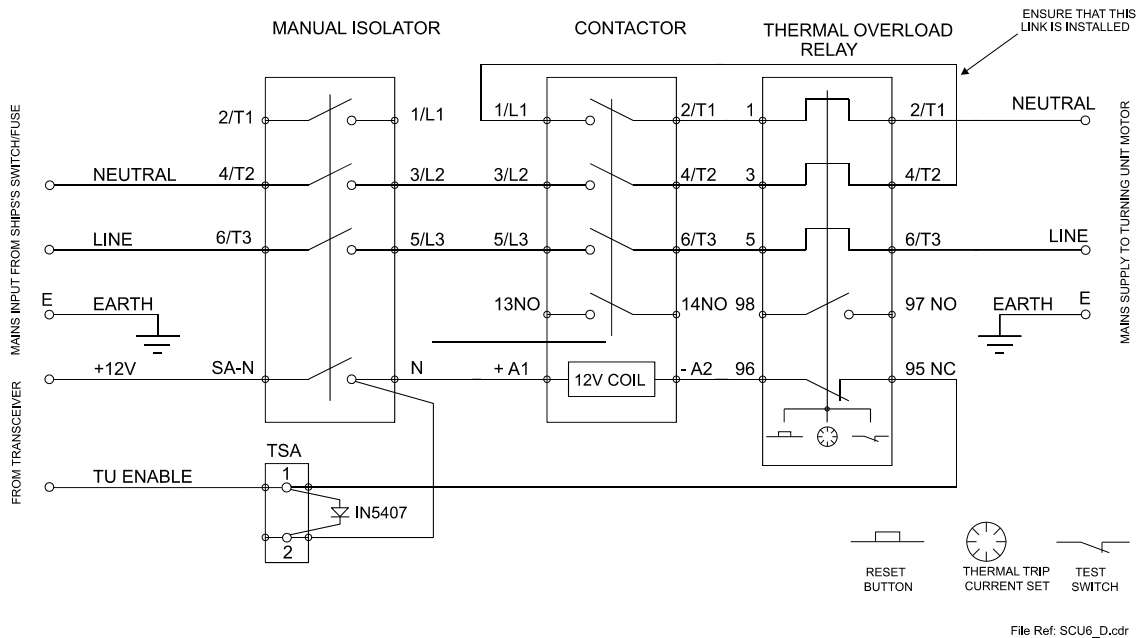 ENSURE THAT THIS
LINK IS INSTALLED
MANUAL ISOLATOR
CONTACTOR
THERMAL OVERLOAD
RELAY
MAINS INPUT FROM SHIPS'S SWITCH/FUSE
2/T1 1/L1 1/L1 2/T1 1 2/T1 NEUTRAL
NEUTRAL 4/T2 3/L2 3/L2 4/T2 3 4/T2
LINE 6/T3 5/L3 5/L3 6/T3 5 6/T3 LINE
E EARTH 13NO 14NO 98 97 NO EARTH E
MAINS SUPPLY TO TURNING UNIT MOTOR
+12V SA-N N + A1 12V COIL - A2 96 95 NC
FROM TRANSCEIVER
TSA
TU ENABLE 1
IN5407
2
RESET
BUTTON
THERMAL TRIP
CURRENT SET
TEST
SWITCH
File Ref: SCU6_D.cdr